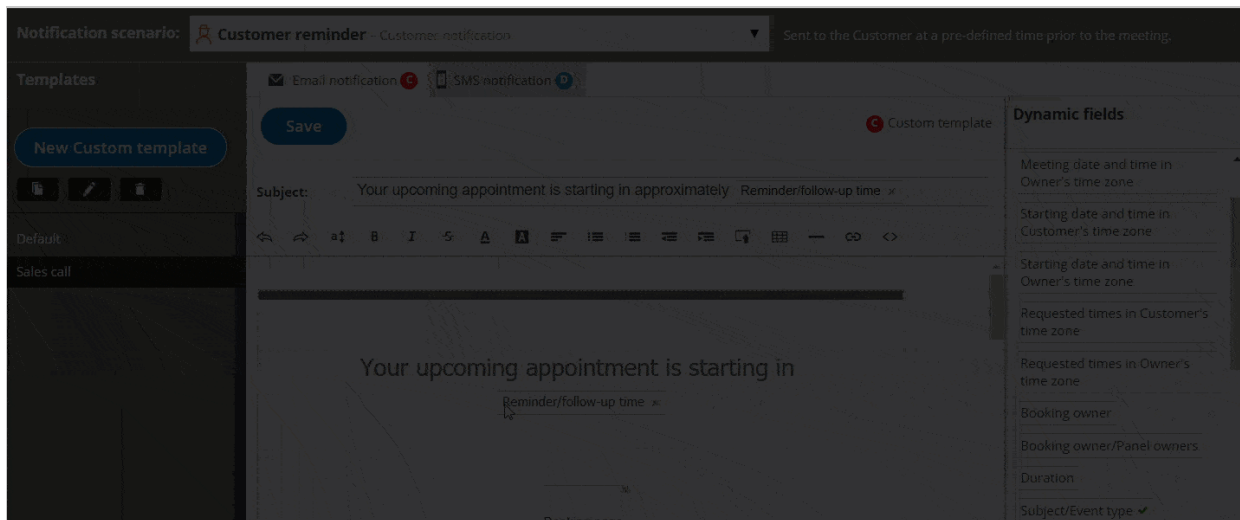 Notification scenario: Customer reminder - Customer notification Sent to the Customer at a pre-defined time prior to the meeting.
Templates
Email notification C SMS notification D
Save
C Custom template
Dynamic fields
New Custom template
Meeting date and time in
Owner's time zone
Subject: Your upcoming appointment is starting in approximately Reminder/follow-up time ×
Starting date and time in
Customer's time zone
Default
Sales call
Starting date and time in
Owner's time zone
Requested times in Customer's
time zone
Your upcoming appointment is starting in
Reminder/follow-up time ×
Requested times in Owner's
time zone
Booking owner
Booking owner/Panel owners
Duration
Subject/Event type